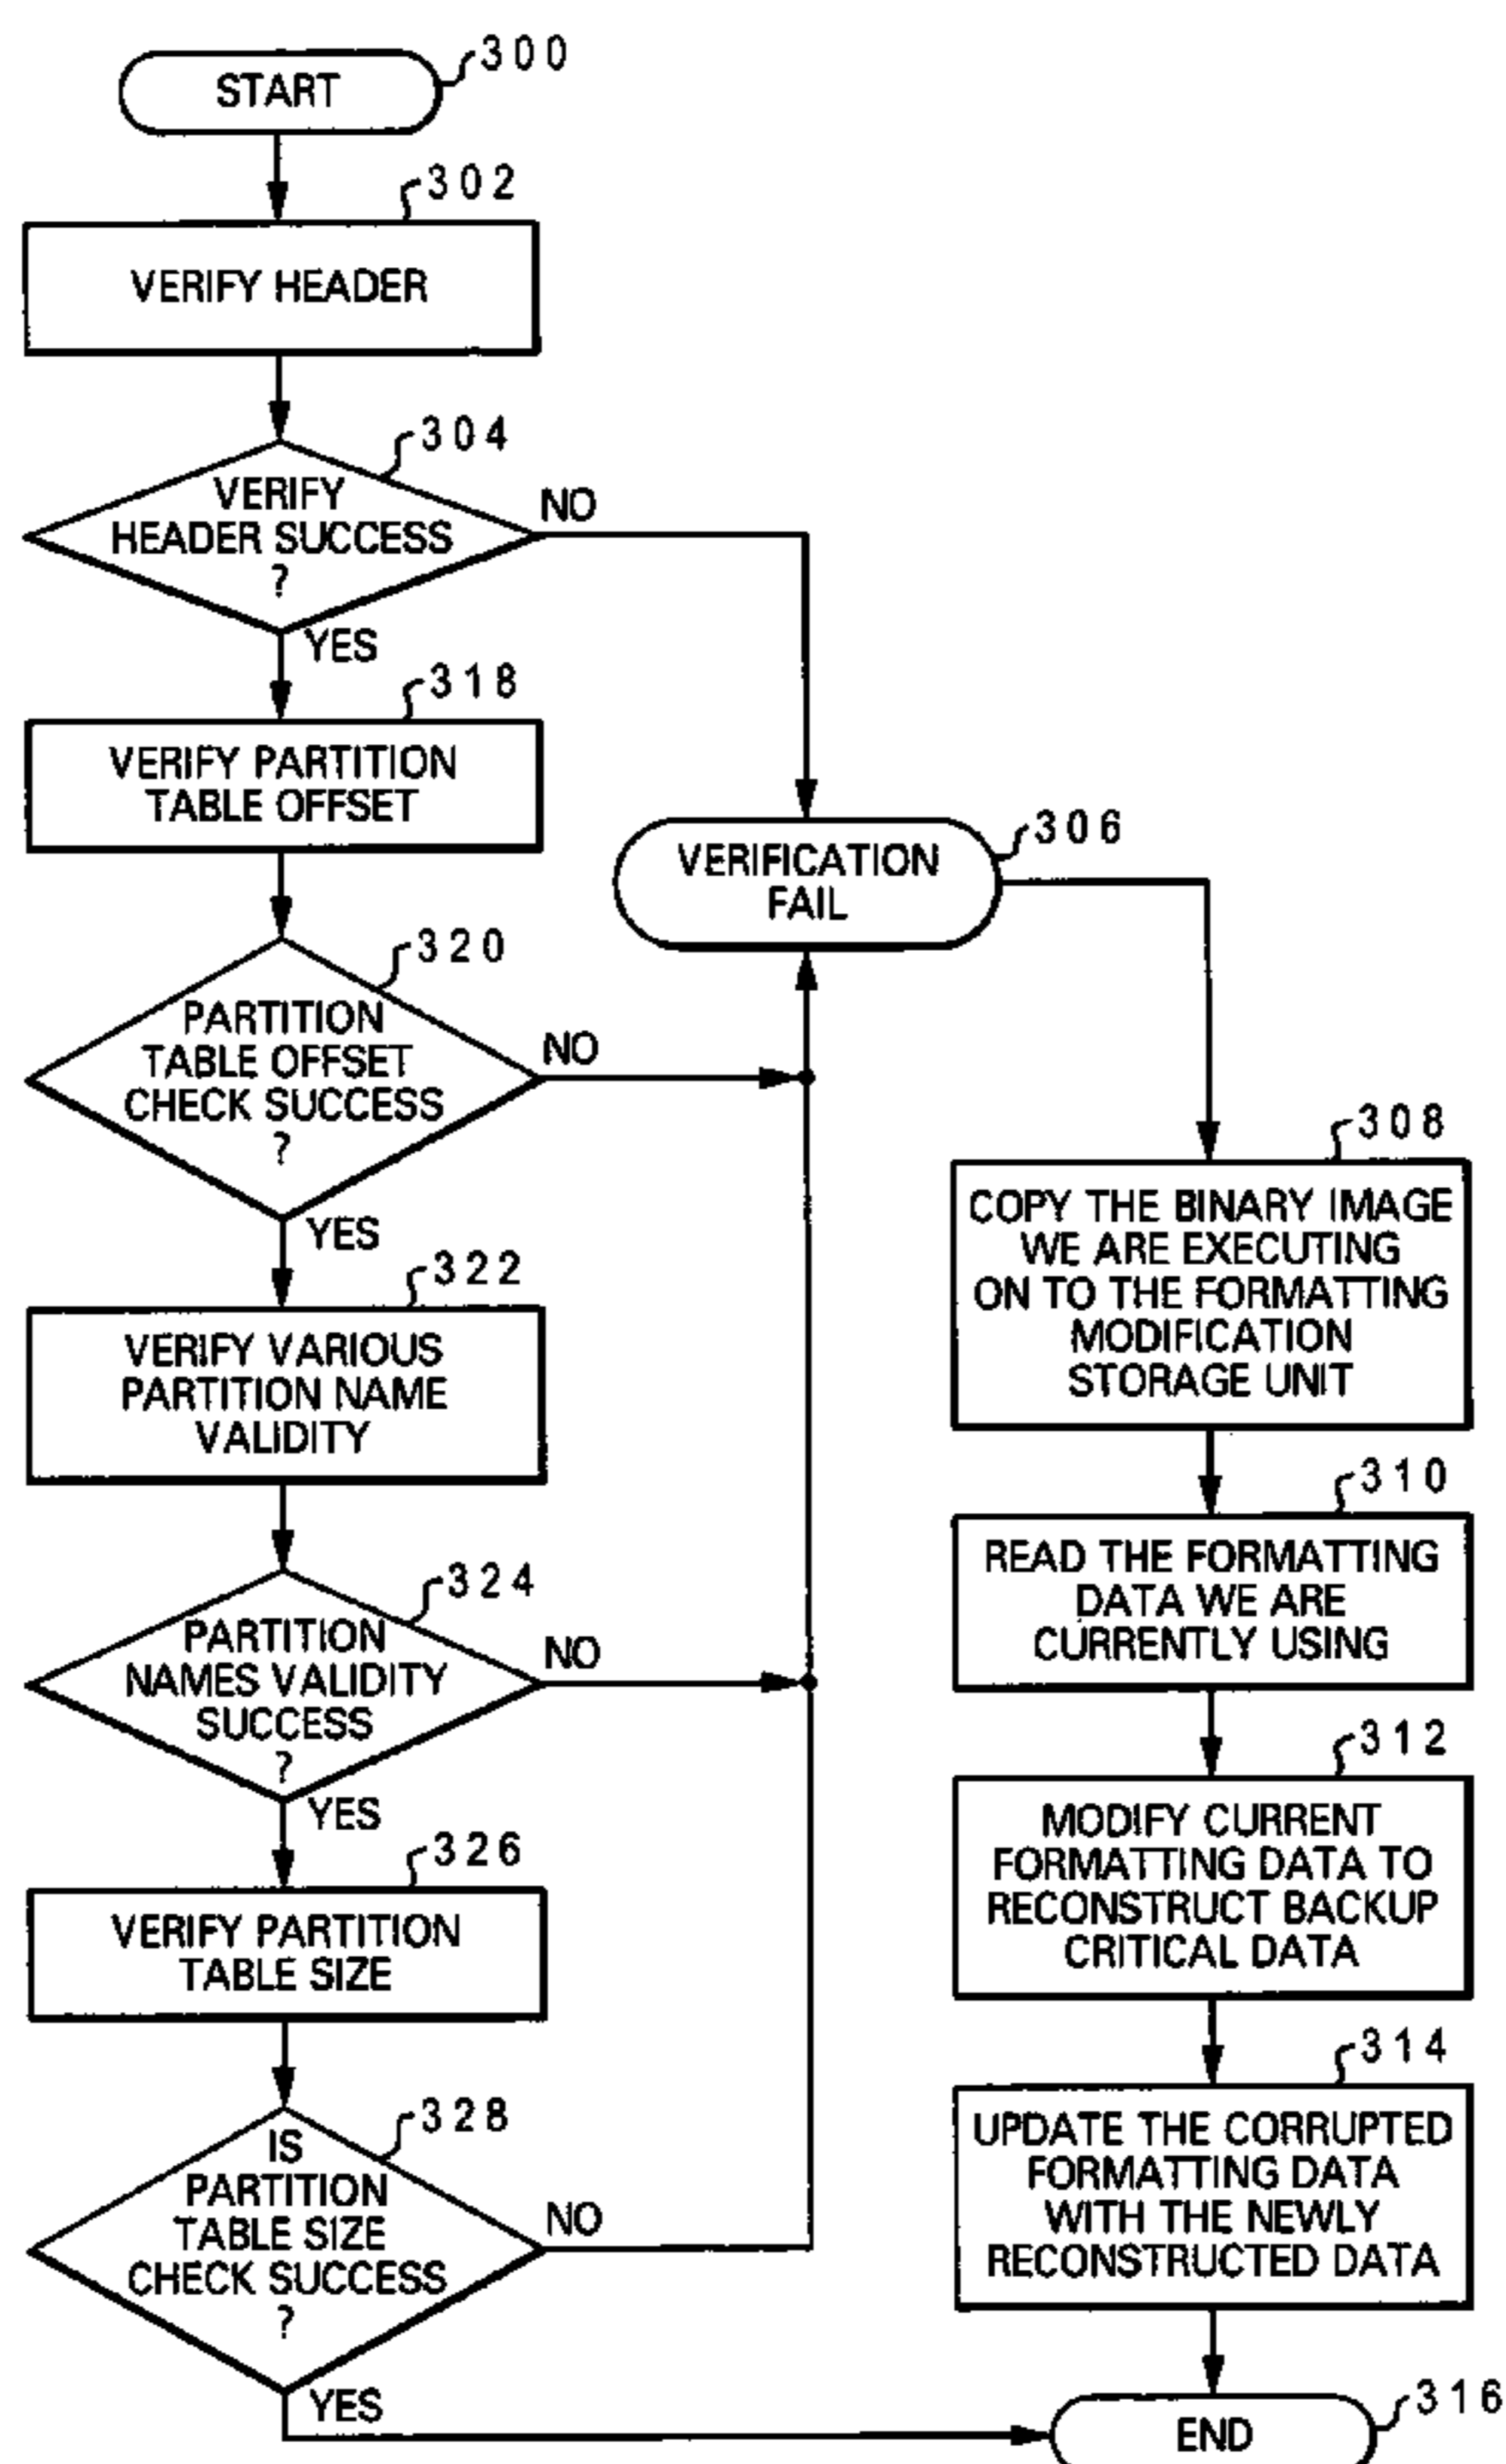 START
300
302
VERIFY HEADER
304
VERIFY
HEADER SUCCESS
?
NO
YES
318
VERIFY PARTITION
TABLE OFFSET
320
PARTITION
TABLE OFFSET
CHECK SUCCESS
?
NO
YES
322
VERIFY VARIOUS
PARTITION NAME
VALIDITY
324
PARTITION
NAMES VALIDITY
SUCCESS
?
NO
YES
326
VERIFY PARTITION
TABLE SIZE
328
IS
PARTITION
TABLE SIZE
CHECK SUCCESS
?
NO
YES
306
VERIFICATION
FAIL
308
COPY THE BINARY IMAGE
WE ARE EXECUTING
ON TO THE FORMATTING
MODIFICATION
STORAGE UNIT
310
READ THE FORMATTING
DATA WE ARE
CURRENTLY USING
312
MODIFY CURRENT
FORMATTING DATA TO
RECONSTRUCT BACKUP
CRITICAL DATA
314
UPDATE THE CORRUPTED
FORMATTING DATA
WITH THE NEWLY
RECONSTRUCTED DATA
316
END